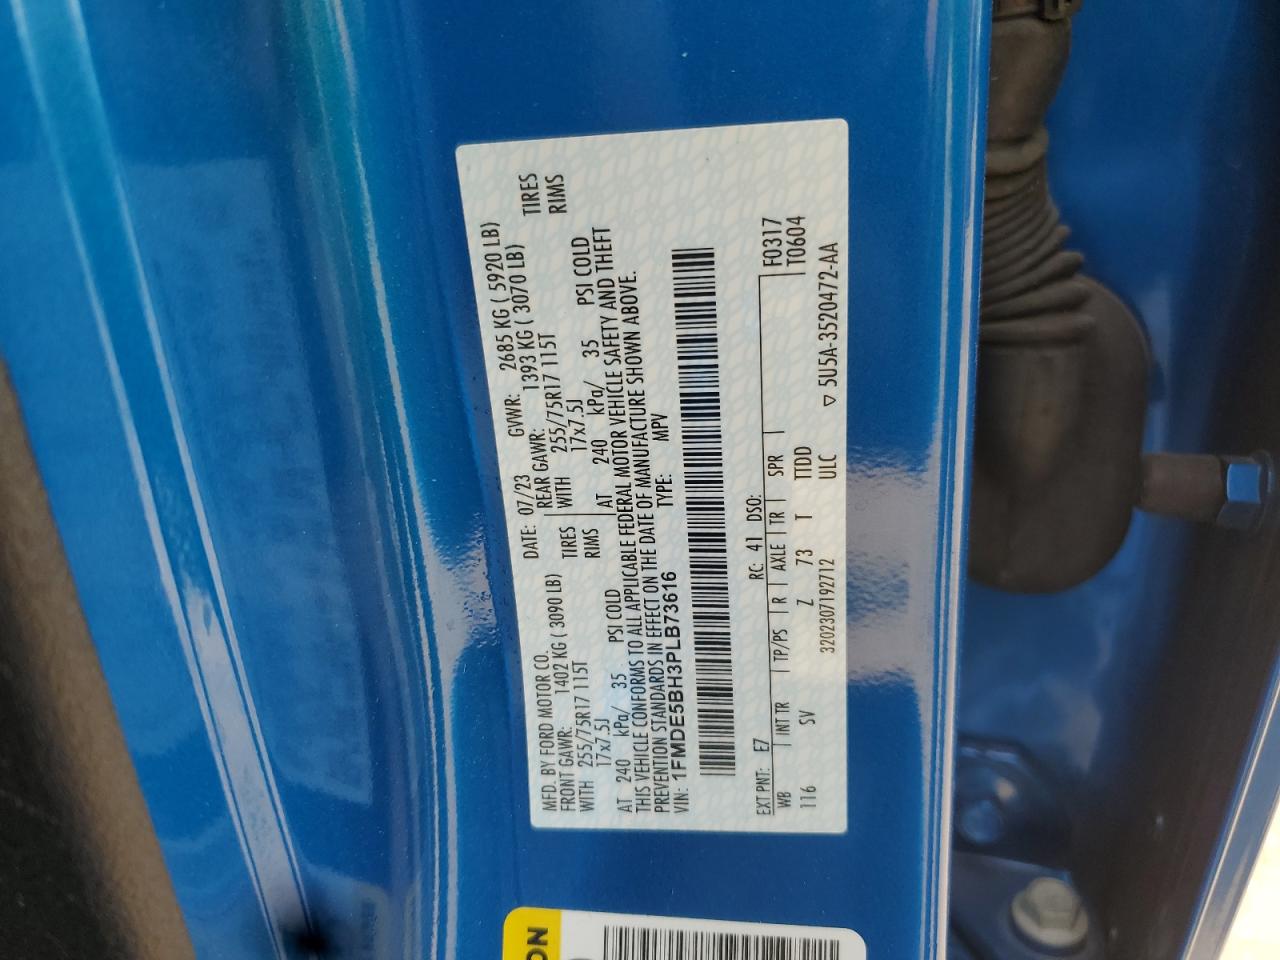 MFD. BY FORD MOTOR CO. DATE: 07/23 GVWR: 2685 KG ( 5920 LB)
FRONT GAWR: 1402 KG ( 3090 LB) REAR GAWR: 1393 KG ( 3070 LB)
WITH 255/75R17 115T TIRES WITH 255/75R17 115T TIRES
17x7.5J RIMS 17x7.5J RIMS
AT 240 kPa/ 35 PSI COLD AT 240 kPa/ 35 PSI COLD
THIS VEHICLE CONFORMS TO ALL APPLICABLE FEDERAL MOTOR VEHICLE SAFETY AND THEFT
PREVENTION STANDARDS IN EFFECT ON THE DATE OF MANUFACTURE SHOWN ABOVE.
VIN: 1FMDE5BH3PLB73616 TYPE: MPV
EXT PNT: E7 RC: 41 DSO: F0317
WB INT TR TP/PS R AXLE TR SPR T0604
116 SV Z 73 T TTDD
3202307192712 ULC ▽ 5U5A-3520472-AA
ON